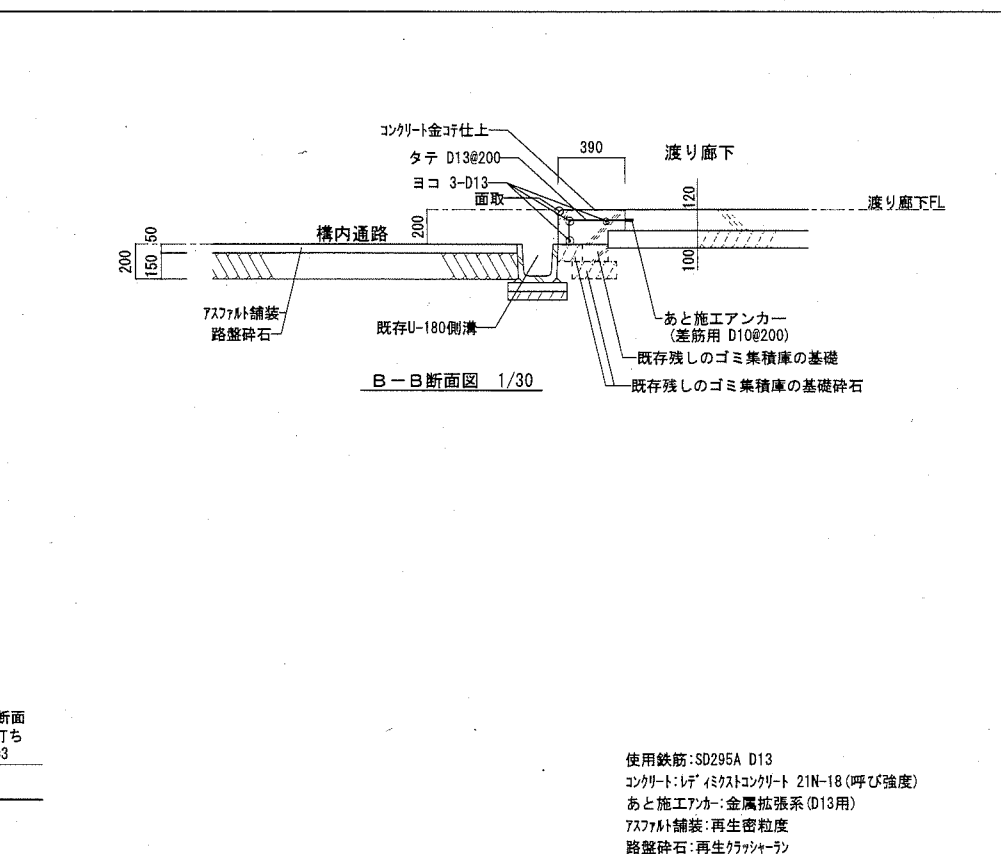 コンクリート金コテ仕上
タテ D13@200
ヨコ 3-D13
面取
390
渡り廊下
120
渡り廊下FL
200
構内通路
50
200
150
100
アスファルト舗装
路盤砕石
既存U-180側溝
あと施工アンカー
(差筋用 D10@200)
既存残しのゴミ集積庫の基礎
既存残しのゴミ集積庫の基礎砕石
B-B断面図 1/30
断面
打ち
使用鉄筋:SD295A D13
コンクリート:レディミクストコンクリート 21N-18(呼び強度)
あと施工アンカー:金属拡張系(D13用)
アスファルト舗装:再生密粒度
路盤砕石:再生クラッシャーラン